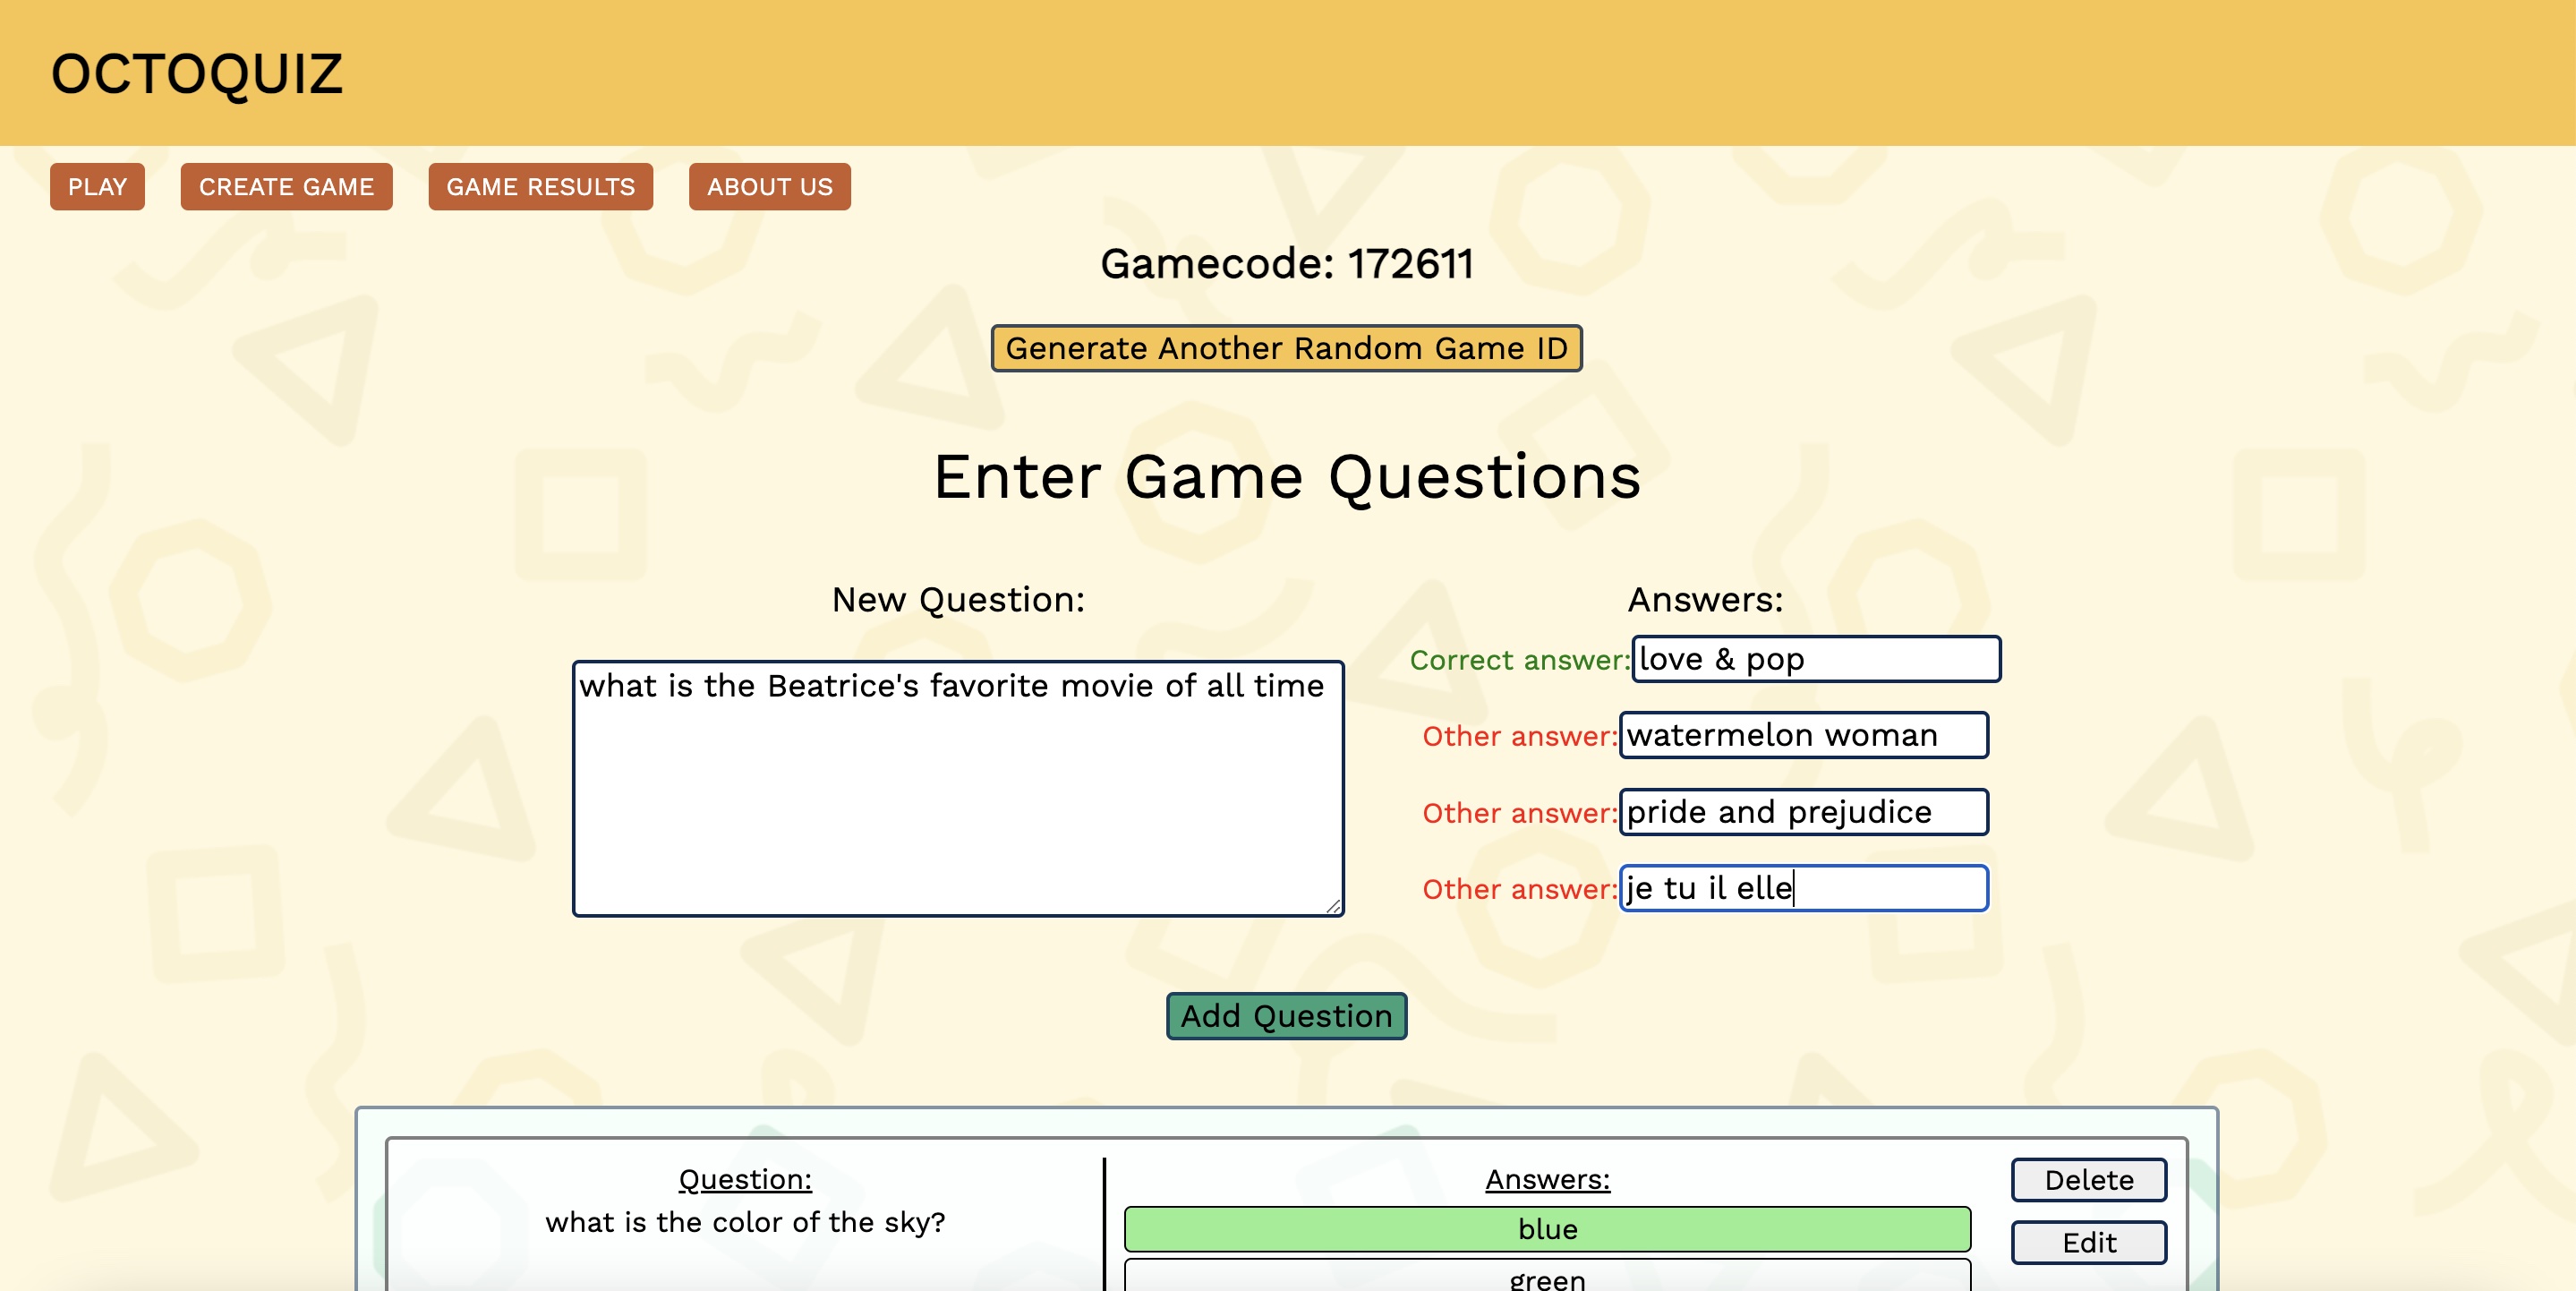 OCTOQUIZ
PLAY
CREATE GAME
GAME RESULTS
ABOUT US
Gamecode: 172611
Generate Another Random Game ID
Enter Game Questions
New Question:
what is the Beatrice's favorite movie of all time
Answers:
Correct answer: love & pop
Other answer: watermelon woman
Other answer: pride and prejudice
Other answer: je tu il elle
Add Question
Question:
what is the color of the sky?
Answers:
blue
green
Delete
Edit